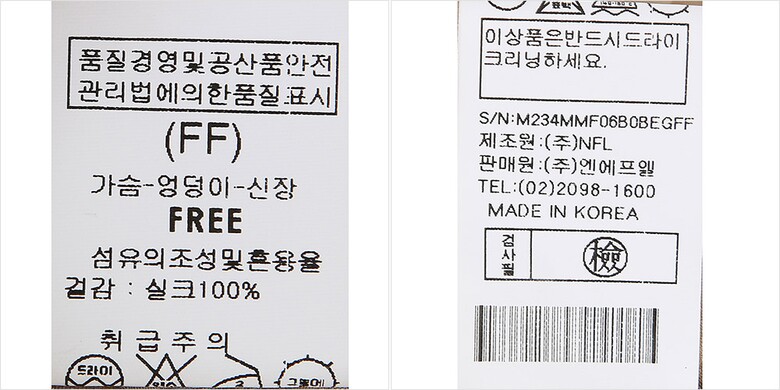 품질경영및공산품안전
관리법에의한품질표시
(FF)
가슴-엉덩이-신장
FREE
섬유의조성및혼용율
겉감 : 실크100%
취급주의
드라이
이상품은반드시드라이
크리닝하세요.
S/N:M234MMF06B0BEGFF
제조원:(주)NFL
판매원:(주)엔에프엘
TEL:(02)2098-1600
MADE IN KOREA
검사필
檢